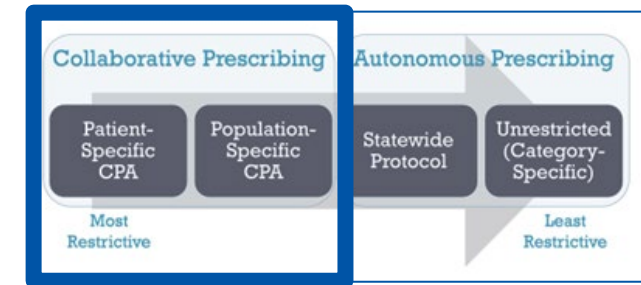 Collaborative Prescribing
Autonomous Prescribing
Patient-
Specific
CPA
Population-
Specific
CPA
Statewide
Protocol
Unrestricted
(Category-
Specific)
Most
Restrictive
Least
Restrictive